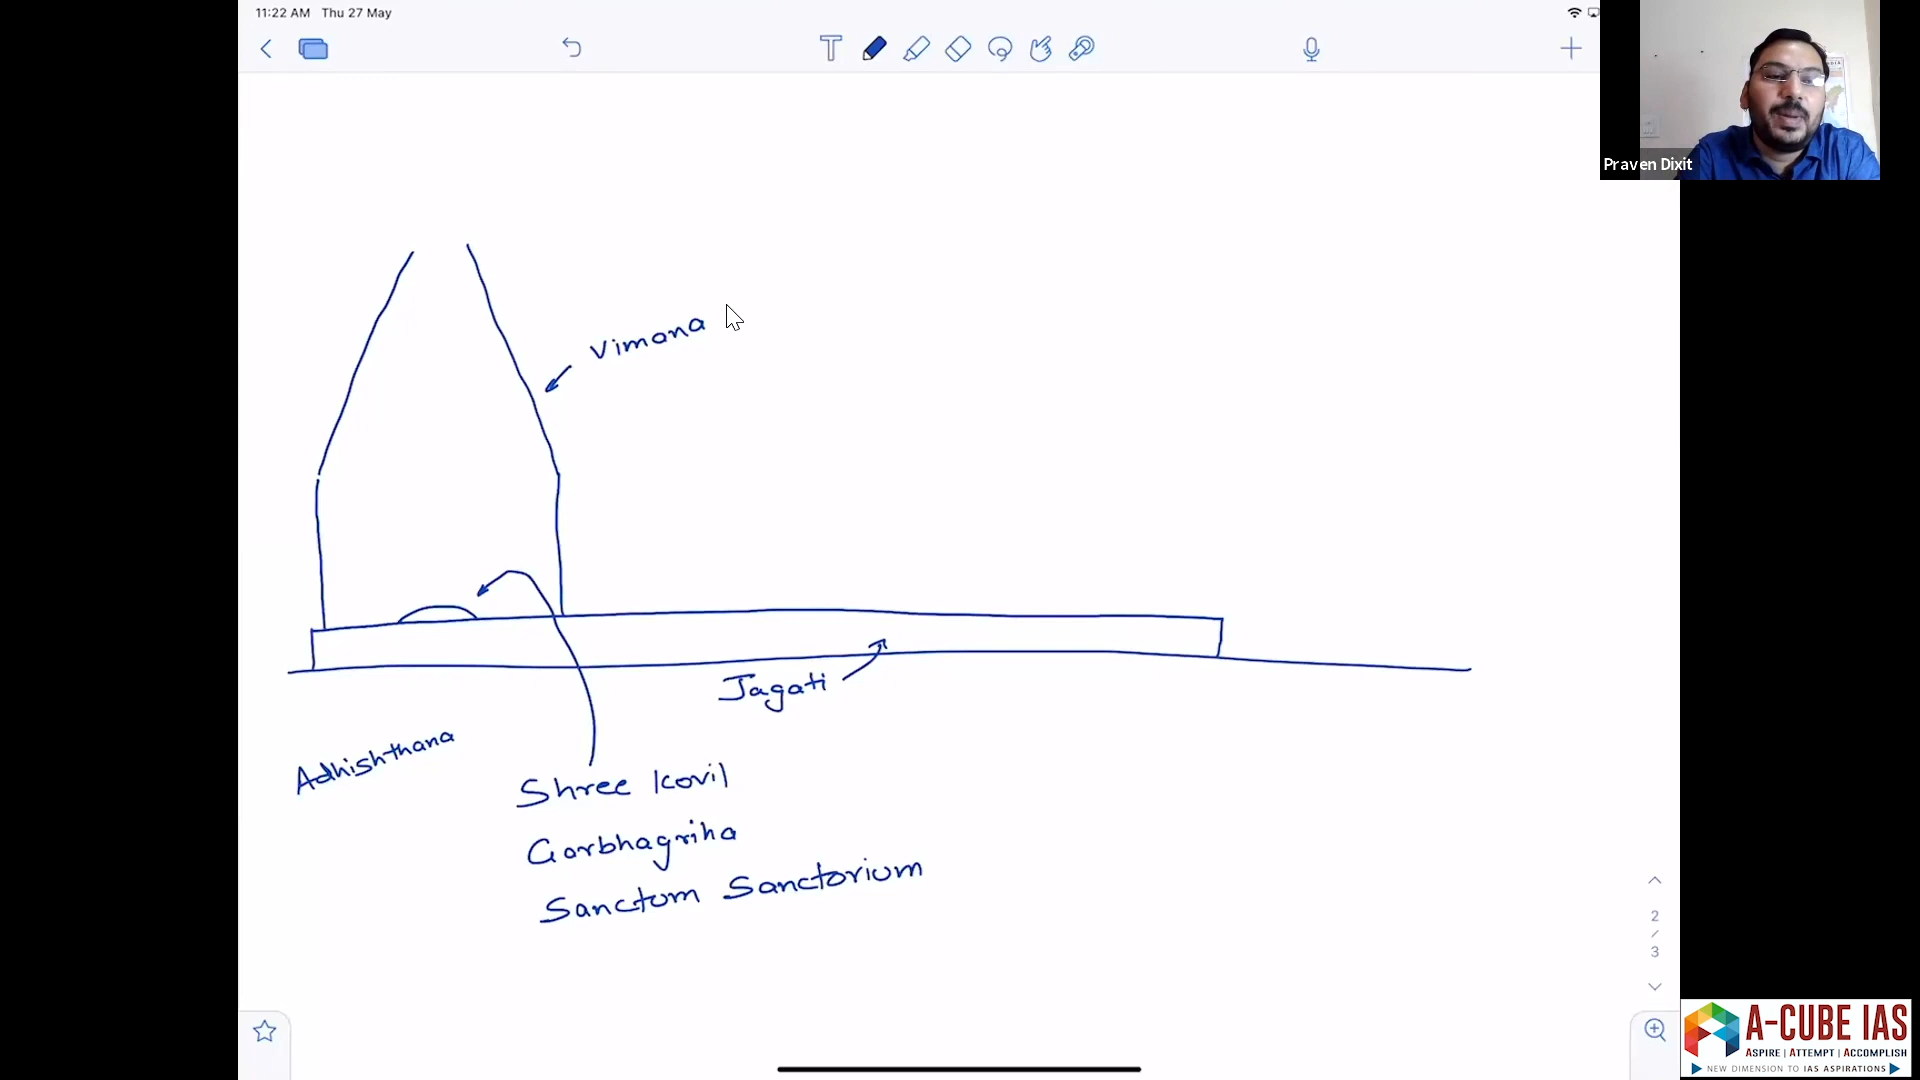 11:22 AM Thu 27 May
T
Praven Dixit
Vimana
Jagati
Adhishthana
Shree Kovil
Garbhagriha
Sanctum Sanctorium
2
/
3
A-CUBE IAS
ASPIRE | ATTEMPT | ACCOMPLISH
NEW DIMENSION TO IAS ASPIRATIONS